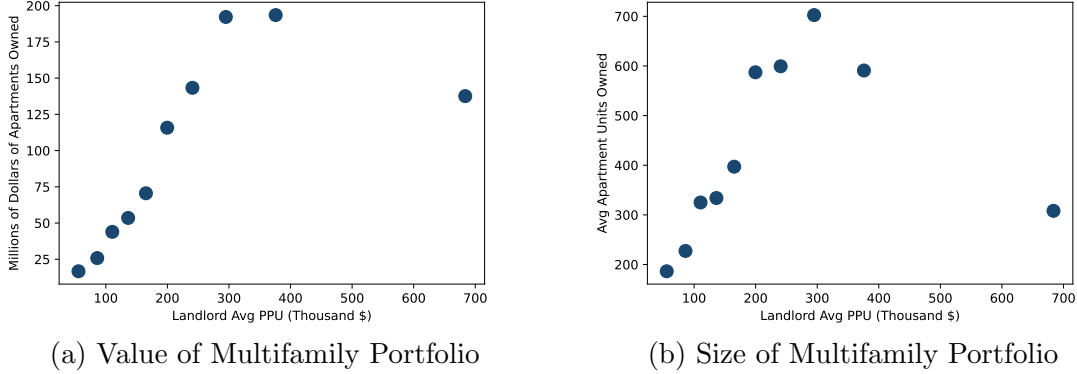 200
175
150
125
100
75
50
25
Millions of Dollars of Apartments Owned
100 200 300 400 500 600 700
Landlord Avg PPU (Thousand $)
(a) Value of Multifamily Portfolio
700
600
500
400
300
200
Avg Apartment Units Owned
100 200 300 400 500 600 700
Landlord Avg PPU (Thousand $)
(b) Size of Multifamily Portfolio